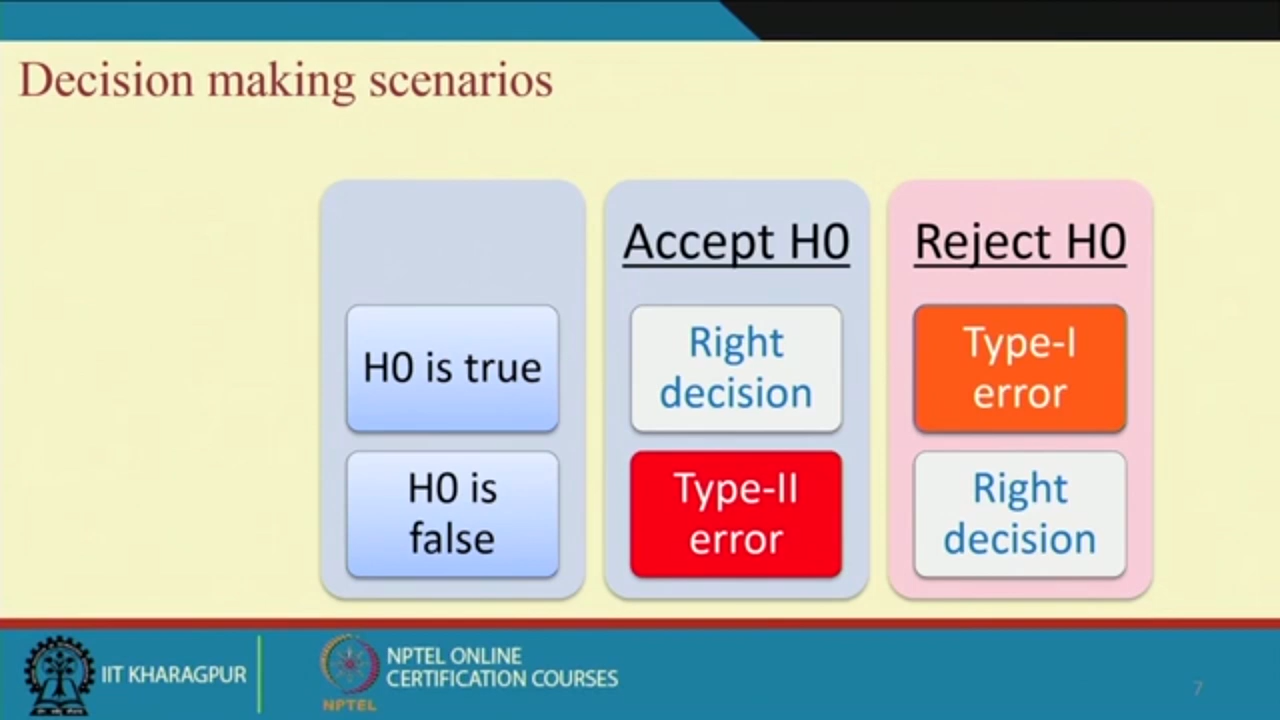 Decision making scenarios
Accept H0
Reject H0
H0 is true
Right
decision
Type-I
error
H0 is
false
Type-II
error
Right
decision
IIT KHARAGPUR
NPTEL
NPTEL ONLINE
CERTIFICATION COURSES
7